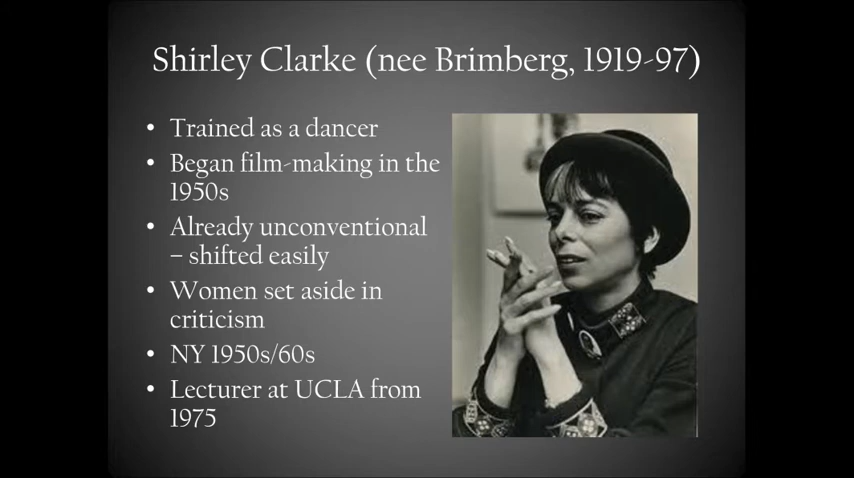 Shirley Clarke (nee Brimberg, 1919-97)
• Trained as a dancer
• Began film-making in the
1950s
• Already unconventional
– shifted easily
• Women set aside in
criticism
• NY 1950s/60s
• Lecturer at UCLA from
1975